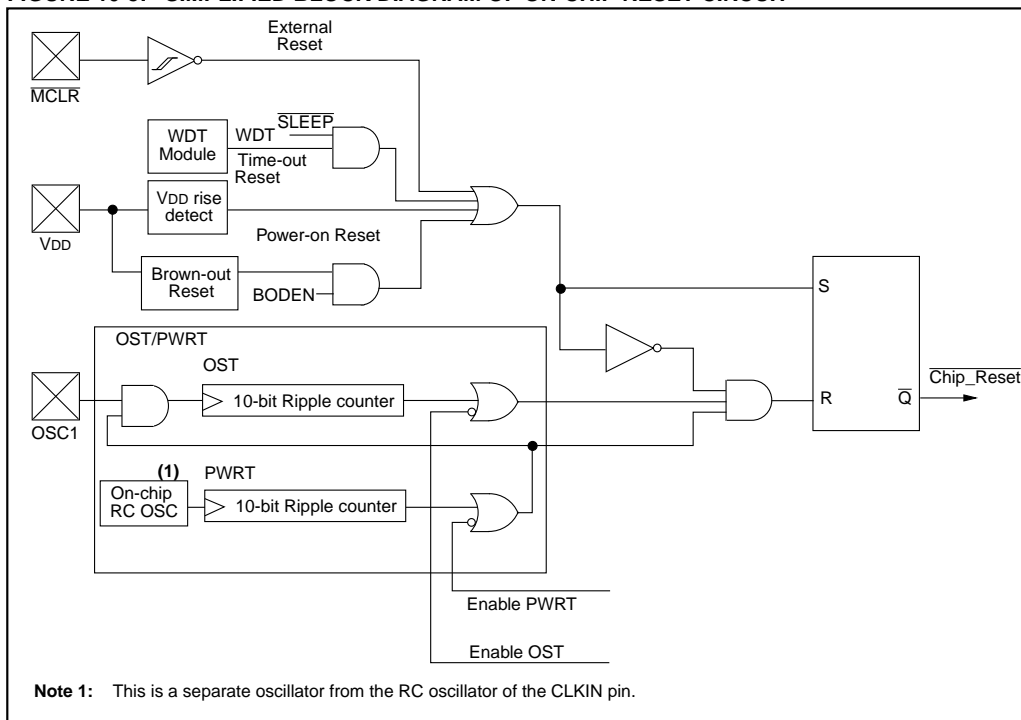 External
Reset
MCLR
SLEEP
WDT
Module
WDT
Time-out
Reset
VDD
VDD rise
detect
Power-on Reset
Brown-out
Reset
BODEN
S
OST/PWRT
OST
Chip_Reset
10-bit Ripple counter
R
Q
OSC1
(1)
PWRT
On-chip
RC OSC
10-bit Ripple counter
Enable PWRT
Enable OST
Note 1: This is a separate oscillator from the RC oscillator of the CLKIN pin.